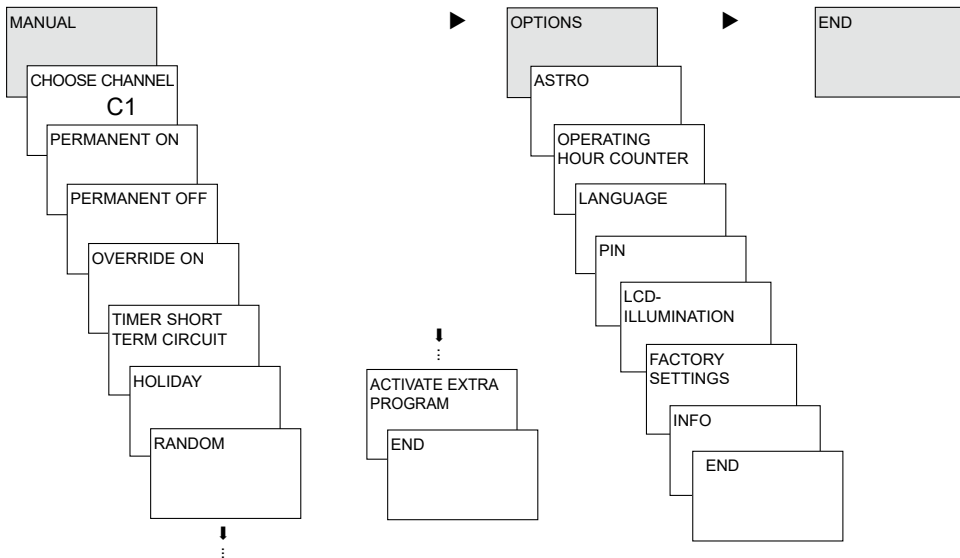 MANUAL
CHOOSE CHANNEL
C1
PERMANENT ON
PERMANENT OFF
OVERRIDE ON
TIMER SHORT
TERM CIRCUIT
HOLIDAY
RANDOM
ACTIVATE EXTRA
PROGRAM
END
OPTIONS
ASTRO
OPERATING
HOUR COUNTER
LANGUAGE
PIN
LCD-
ILLUMINATION
FACTORY
SETTINGS
INFO
END
END